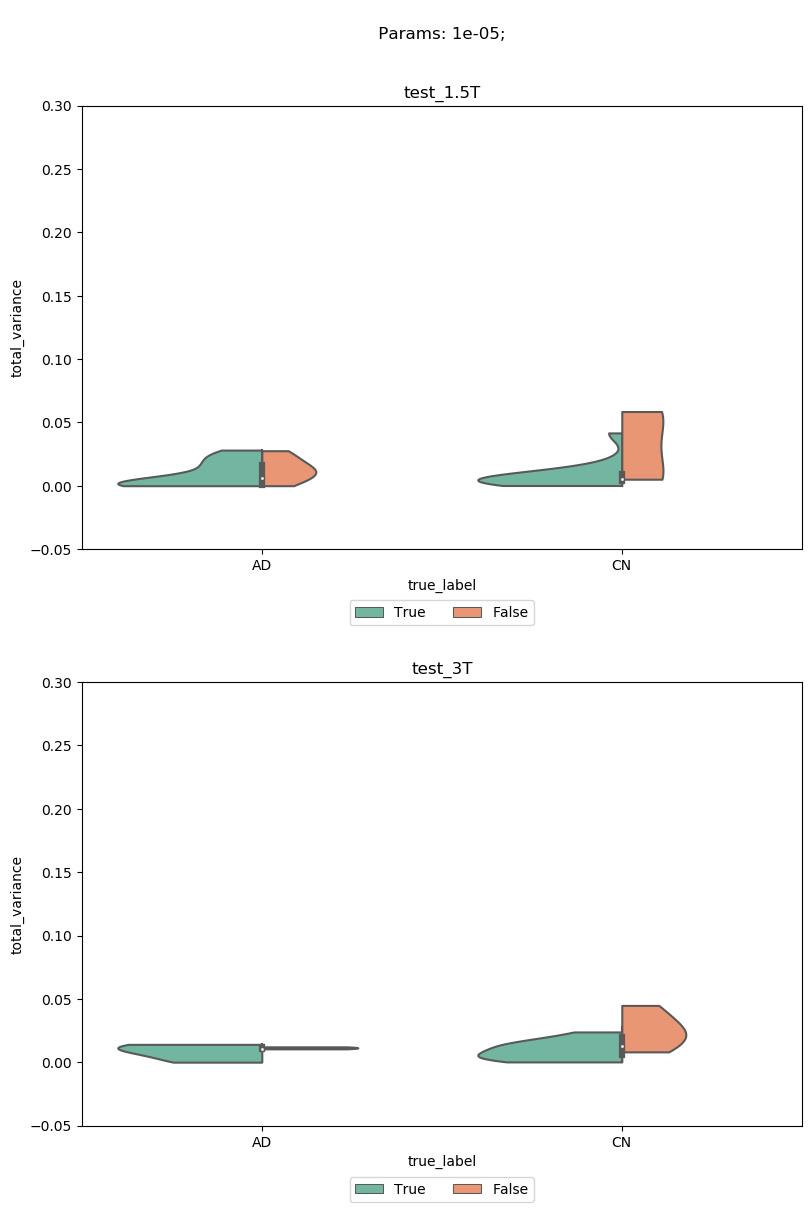 Params: 1e-05;
test_1.5T
0.30
0.25
0.20
0.15
0.10
0.05
0.00
−0.05
total_variance
AD CN
true_label
True False
test_3T
0.30
0.25
0.20
0.15
0.10
0.05
0.00
−0.05
total_variance
AD CN
true_label
True False